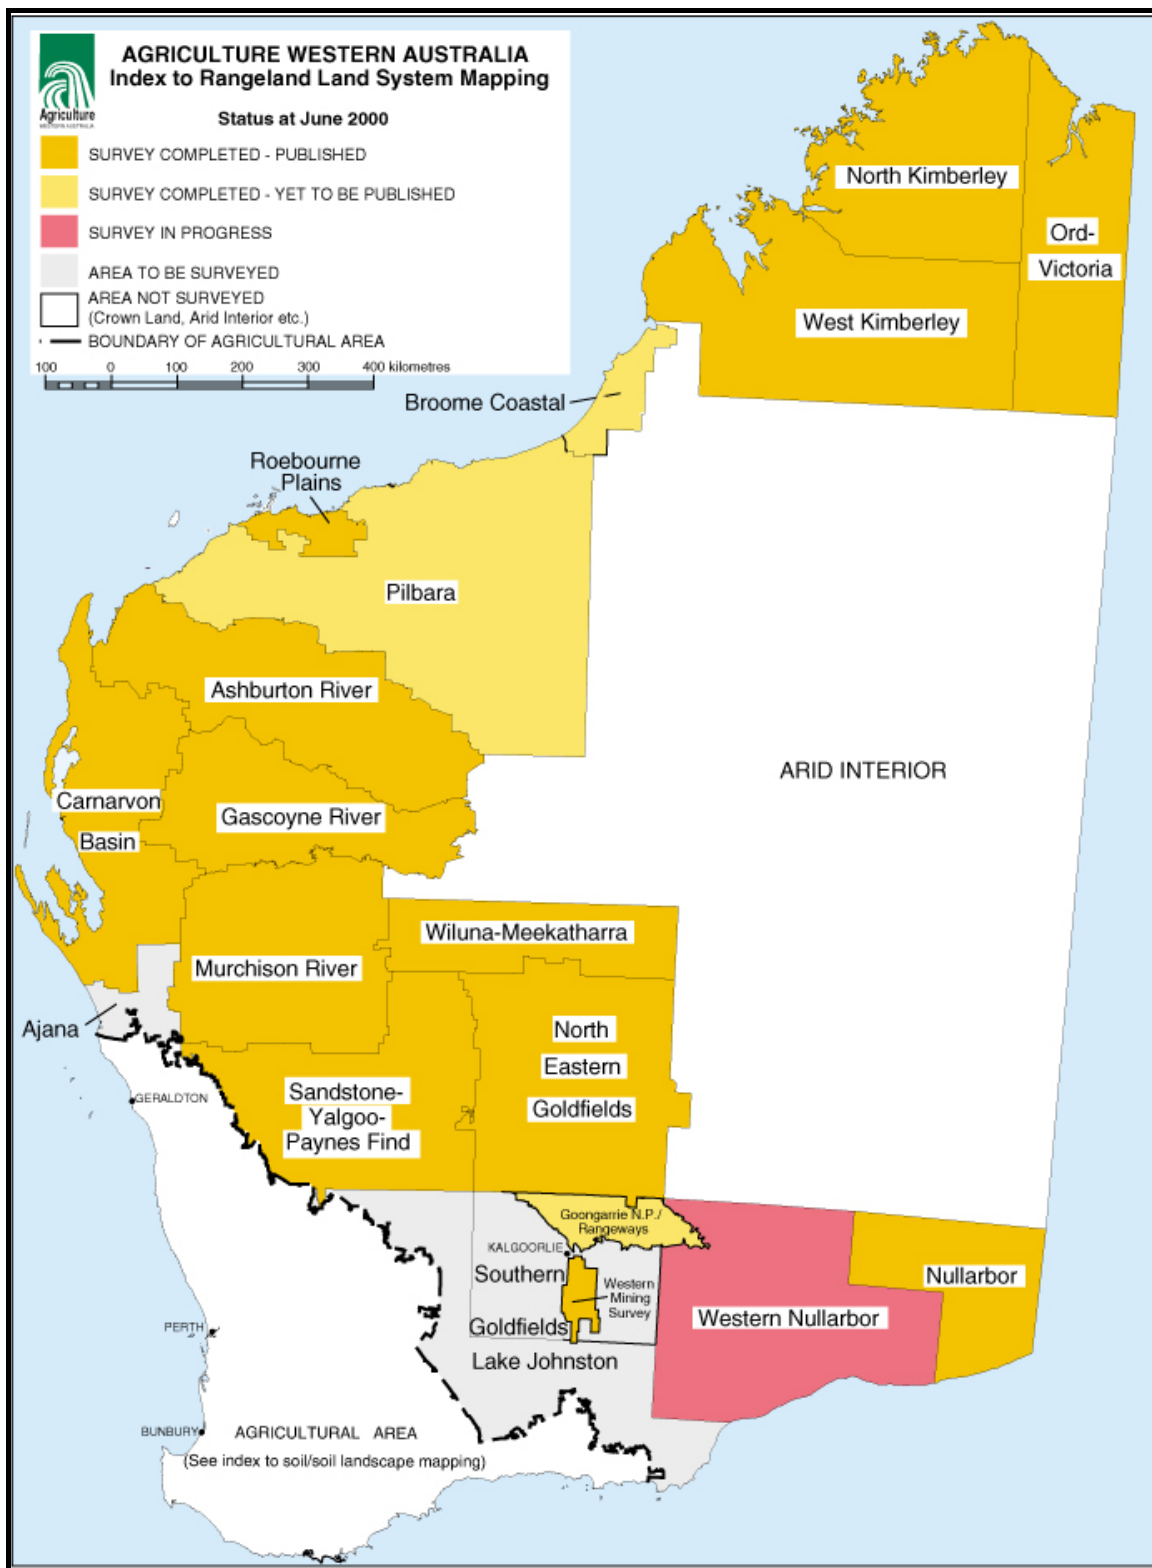 AGRICULTURE WESTERN AUSTRALIA
Index to Rangeland Land System Mapping
Agriculture
WESTERN AUSTRALIA
Status at June 2000
SURVEY COMPLETED - PUBLISHED
SURVEY COMPLETED - YET TO BE PUBLISHED
SURVEY IN PROGRESS
AREA TO BE SURVEYED
AREA NOT SURVEYED
(Crown Land, Arid Interior etc.)
BOUNDARY OF AGRICULTURAL AREA
100 0 100 200 300 400 kilometres
North Kimberley
Ord-
Victoria
West Kimberley
Broome Coastal
Roebourne
Plains
Pilbara
Ashburton River
ARID INTERIOR
Carnarvon
Basin
Gascoyne River
Wiluna-Meekatharra
Murchison River
Ajana
North
Eastern
Goldfields
GERALDTON
Sandstone-
Yalgoo-
Paynes Find
Goongarrie N.P./
Rangeways
KALGOORLIE
Southern
Goldfields
Western
Mining
Survey
Nullarbor
Western Nullarbor
PERTH
Lake Johnston
BUNBURY
AGRICULTURAL AREA
(See index to soil/soil landscape mapping)